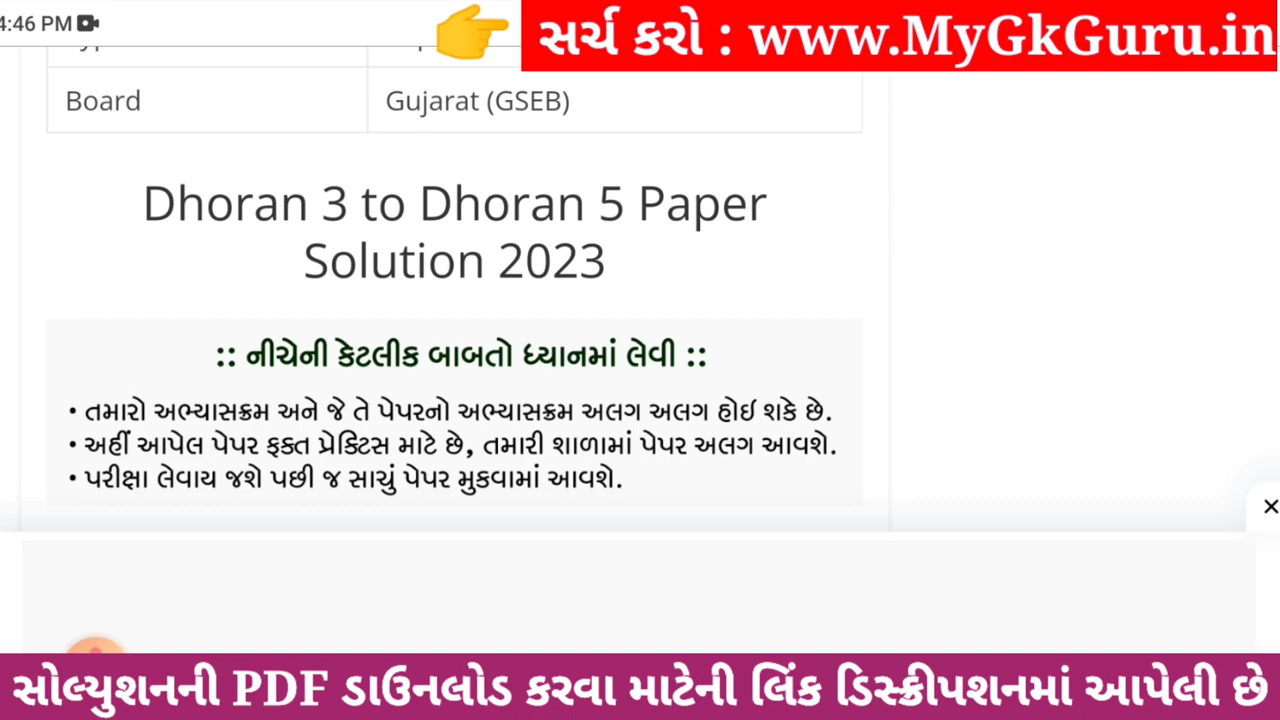 4:46 PM
સર્ચ કરો : www.MyGkGuru.in
Board Gujarat (GSEB)
Dhoran 3 to Dhoran 5 Paper
Solution 2023
:: નીચેની કેટલીક બાબતો ધ્યાનમાં લેવી ::
• તમારો અભ્યાસક્રમ અને જે તે પેપરનો અભ્યાસક્રમ અલગ અલગ હોઈ શકે છે.
• અહીં આપેલ પેપર ફક્ત પ્રેક્ટિસ માટે છે, તમારી શાળામાં પેપર અલગ આવશે.
• પરીક્ષા લેવાય જશે પછી જ સાચું પેપર મુકવામાં આવશે.
સોલ્યુશનની PDF ડાઉનલોડ કરવા માટેની લિંક ડિસ્ક્રીપશનમાં આપેલી છે